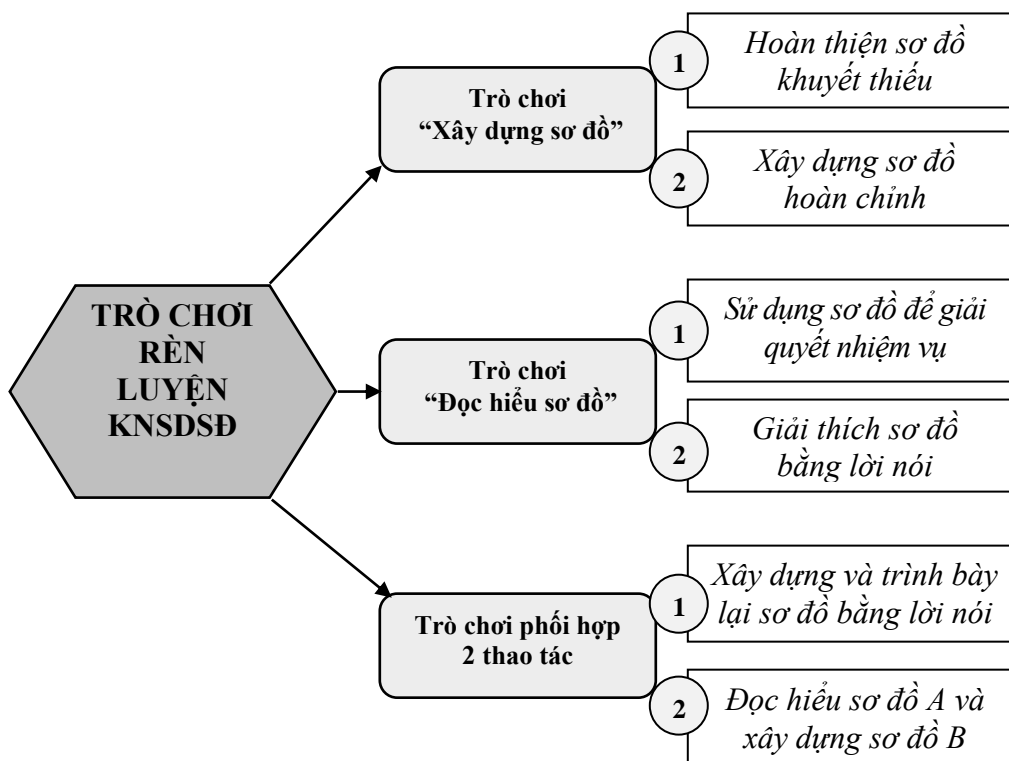 TRÒ CHƠI
RÈN
LUYỆN
KNSDSĐ
Trò chơi
“Xây dựng sơ đồ”
1
Hoàn thiện sơ đồ
khuyết thiếu
2
Xây dựng sơ đồ
hoàn chỉnh
Trò chơi
“Đọc hiểu sơ đồ”
1
Sử dụng sơ đồ để giải
quyết nhiệm vụ
2
Giải thích sơ đồ
bằng lời nói
Trò chơi phối hợp
2 thao tác
1
Xây dựng và trình bày
lại sơ đồ bằng lời nói
2
Đọc hiểu sơ đồ A và
xây dựng sơ đồ B